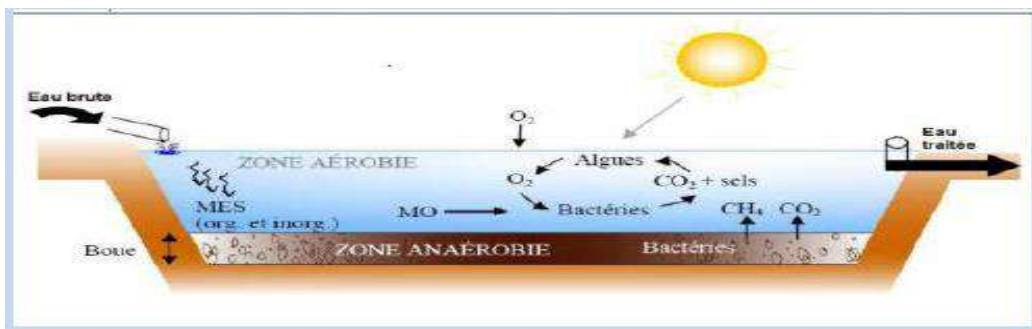 Eau brute
O₂
Eau
traitée
ZONE AÉROBIE
Algues
O₂
CO₂ + sels
MES
(org. et inorg.)
MO
Bactéries
CH₄ CO₂
Boue
ZONE ANAÉROBIE
Bactéries